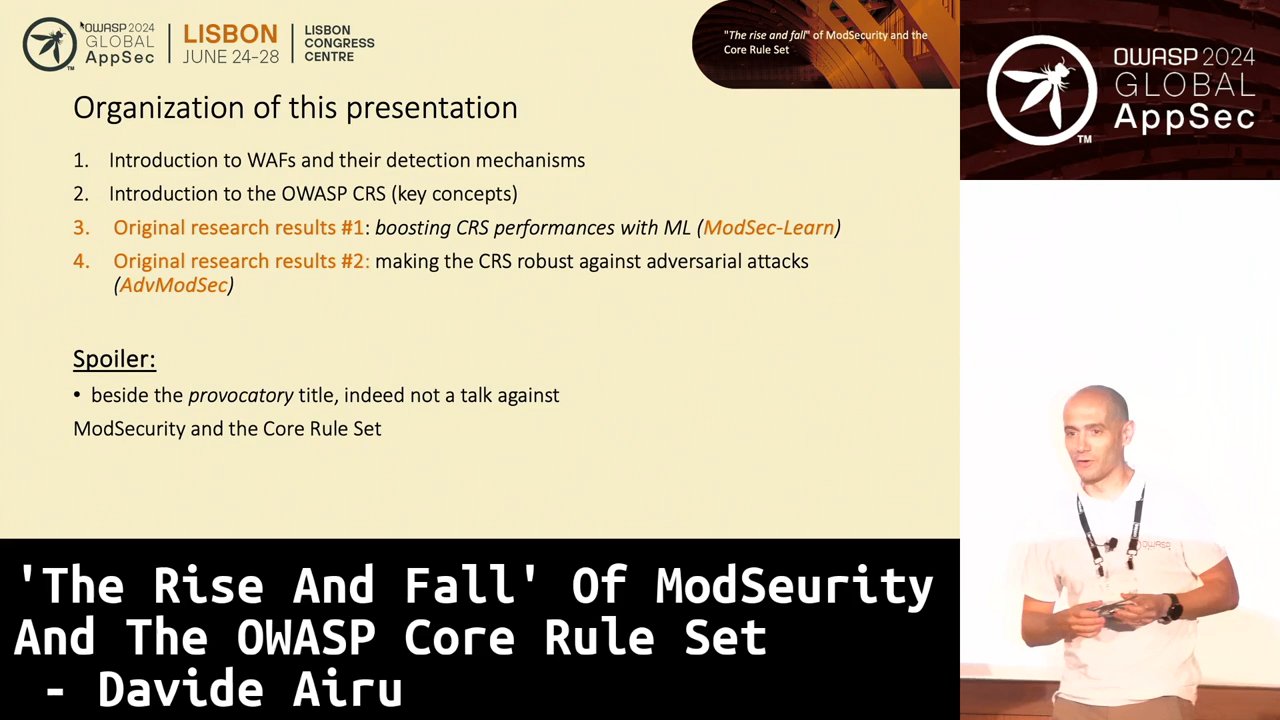 OWASP 2024
GLOBAL
AppSec
TM
LISBON
JUNE 24-28
LISBON
CONGRESS
CENTRE
"The rise and fall" of ModSecurity and the
Core Rule Set
OWASP 2024
GLOBAL
AppSec
TM
Organization of this presentation
1. Introduction to WAFs and their detection mechanisms
2. Introduction to the OWASP CRS (key concepts)
3. Original research results #1: boosting CRS performances with ML (ModSec-Learn)
4. Original research results #2: making the CRS robust against adversarial attacks
(AdvModSec)
Spoiler:
• beside the provocatory title, indeed not a talk against
ModSecurity and the Core Rule Set
'The Rise And Fall' Of ModSeurity
And The OWASP Core Rule Set
- Davide Airu